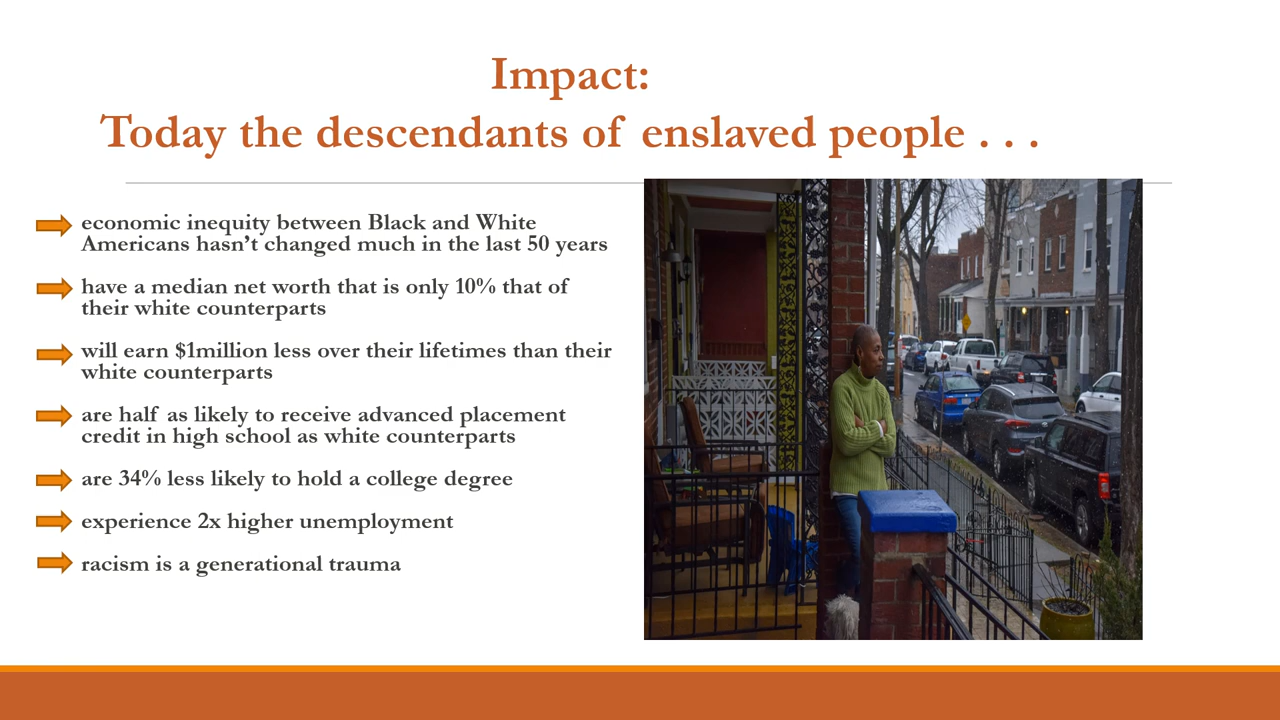 Impact:
Today the descendants of enslaved people . . .
economic inequity between Black and White
Americans hasn't changed much in the last 50 years
have a median net worth that is only 10% that of
their white counterparts
will earn $1million less over their lifetimes than their
white counterparts
are half as likely to receive advanced placement
credit in high school as white counterparts
are 34% less likely to hold a college degree
experience 2x higher unemployment
racism is a generational trauma